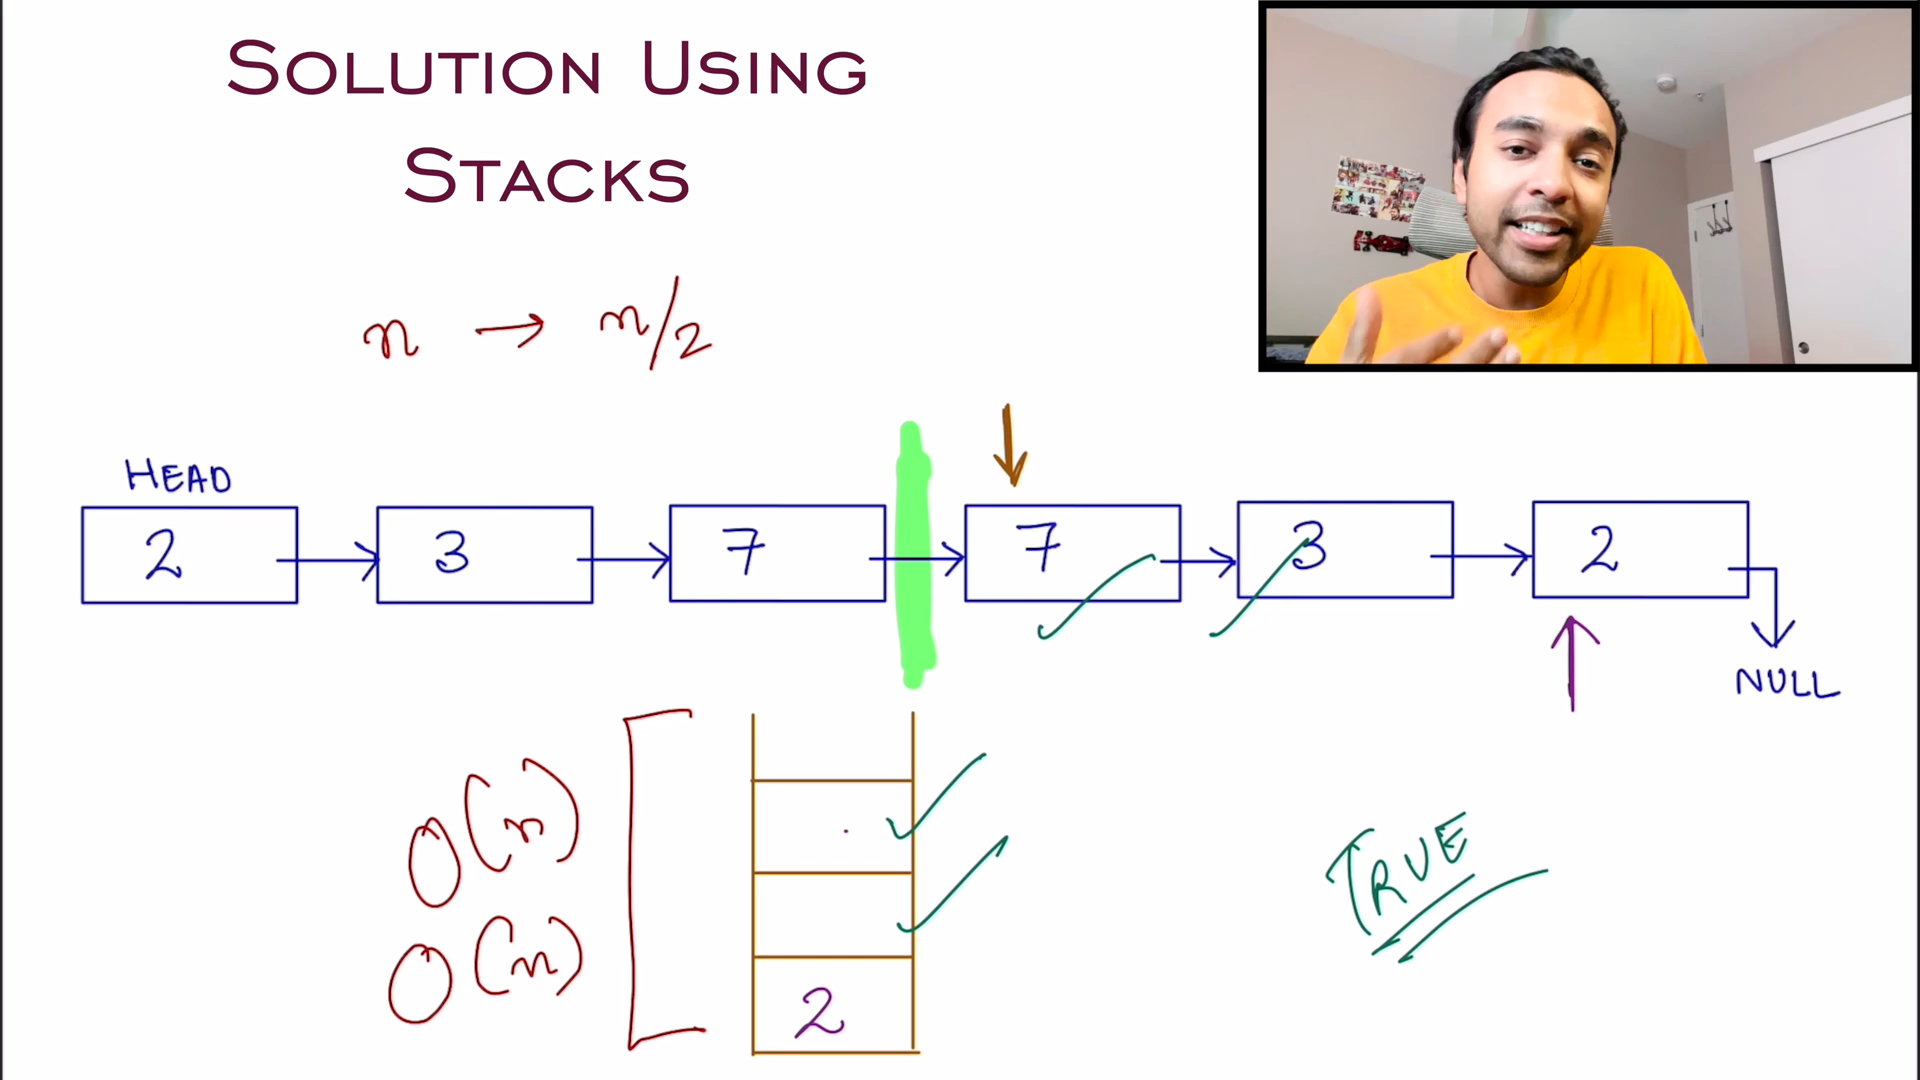 SOLUTION USING
STACKS
n → n/2
HEAD
2 3 7 7 3 2
NULL
O(n)
O(n)
2
TRUE